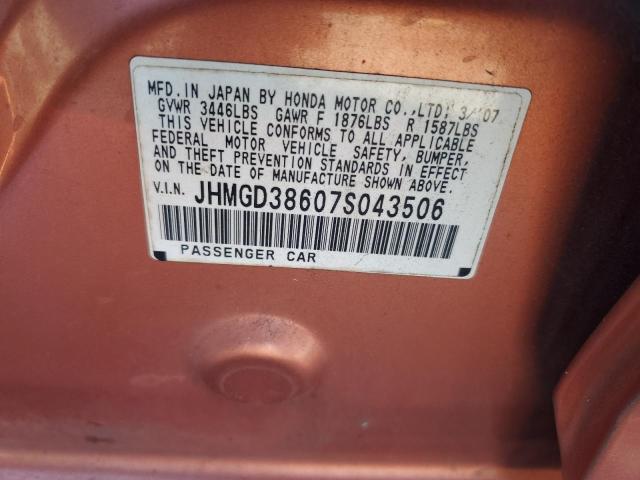 MFD. IN JAPAN BY HONDA MOTOR CO., LTD. 3/'07
GVWR 3446LBS GAWR F 1876LBS R 1587LBS
THIS VEHICLE CONFORMS TO ALL APPLICABLE
FEDERAL MOTOR VEHICLE SAFETY, BUMPER,
AND THEFT PREVENTION STANDARDS IN EFFECT
ON THE DATE OF MANUFACTURE SHOWN ABOVE.
V.I.N. JHMGD38607S043506
PASSENGER CAR